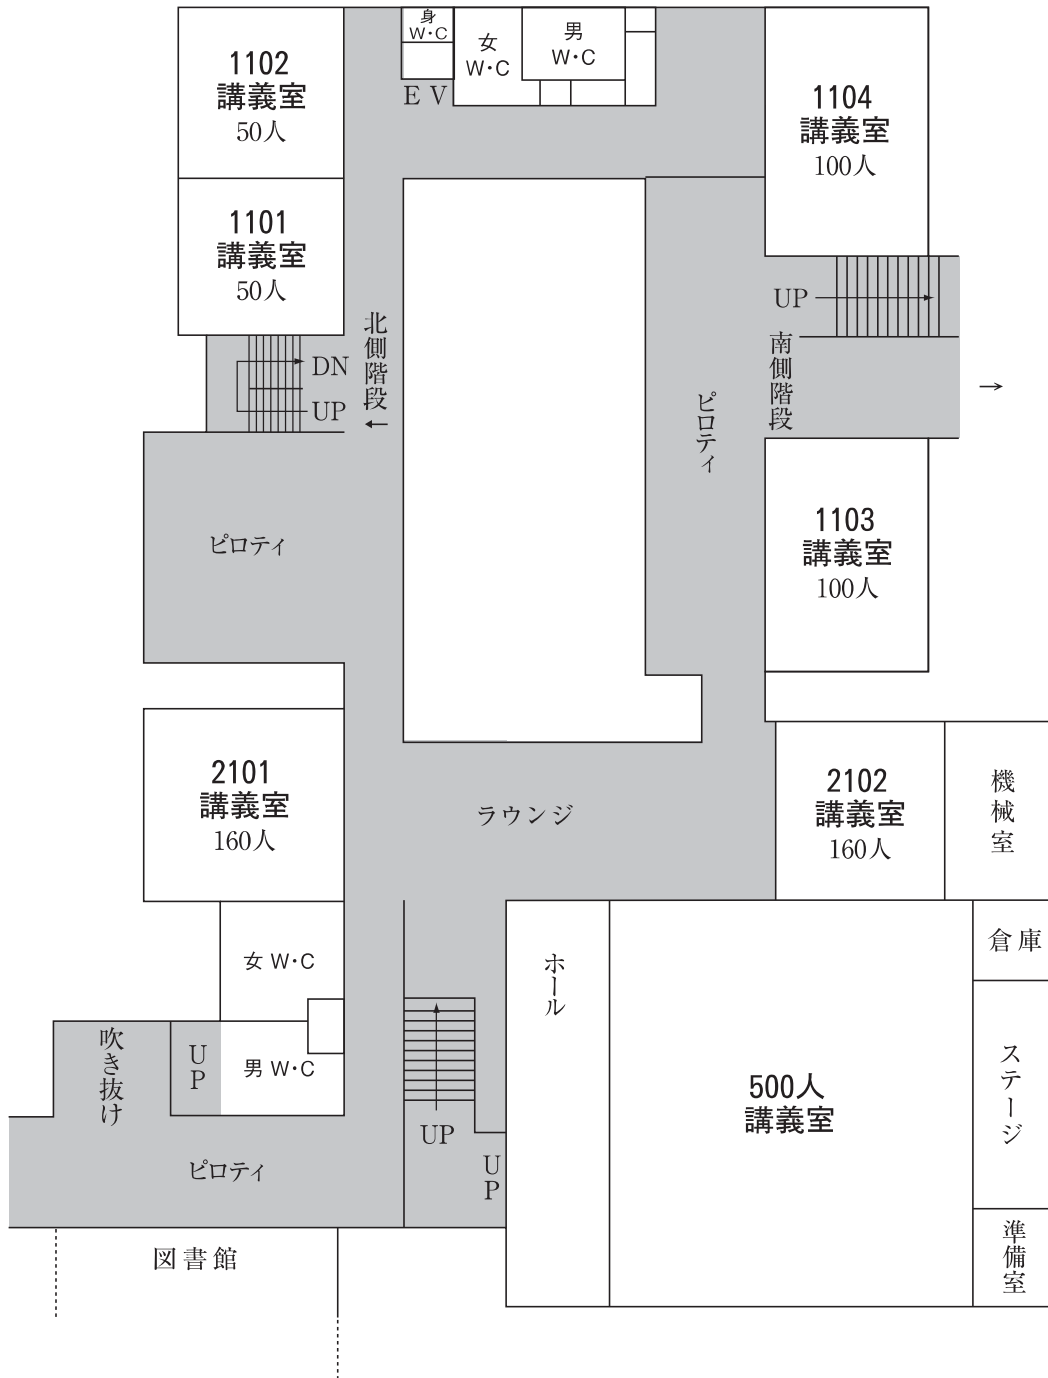 身
W・C
女
W・C
男
W・C
EV
1102
講義室
50人
1104
講義室
100人
1101
講義室
50人
UP
北側階段
DN
UP
←
南側階段
→
ピロティ
1103
講義室
100人
ピロティ
2101
講義室
160人
ラウンジ
2102
講義室
160人
機械室
女 W・C
ホール
倉庫
吹き抜け
UP
男 W・C
ステージ
500人
講義室
UP
UP
ピロティ
図書館
準備室